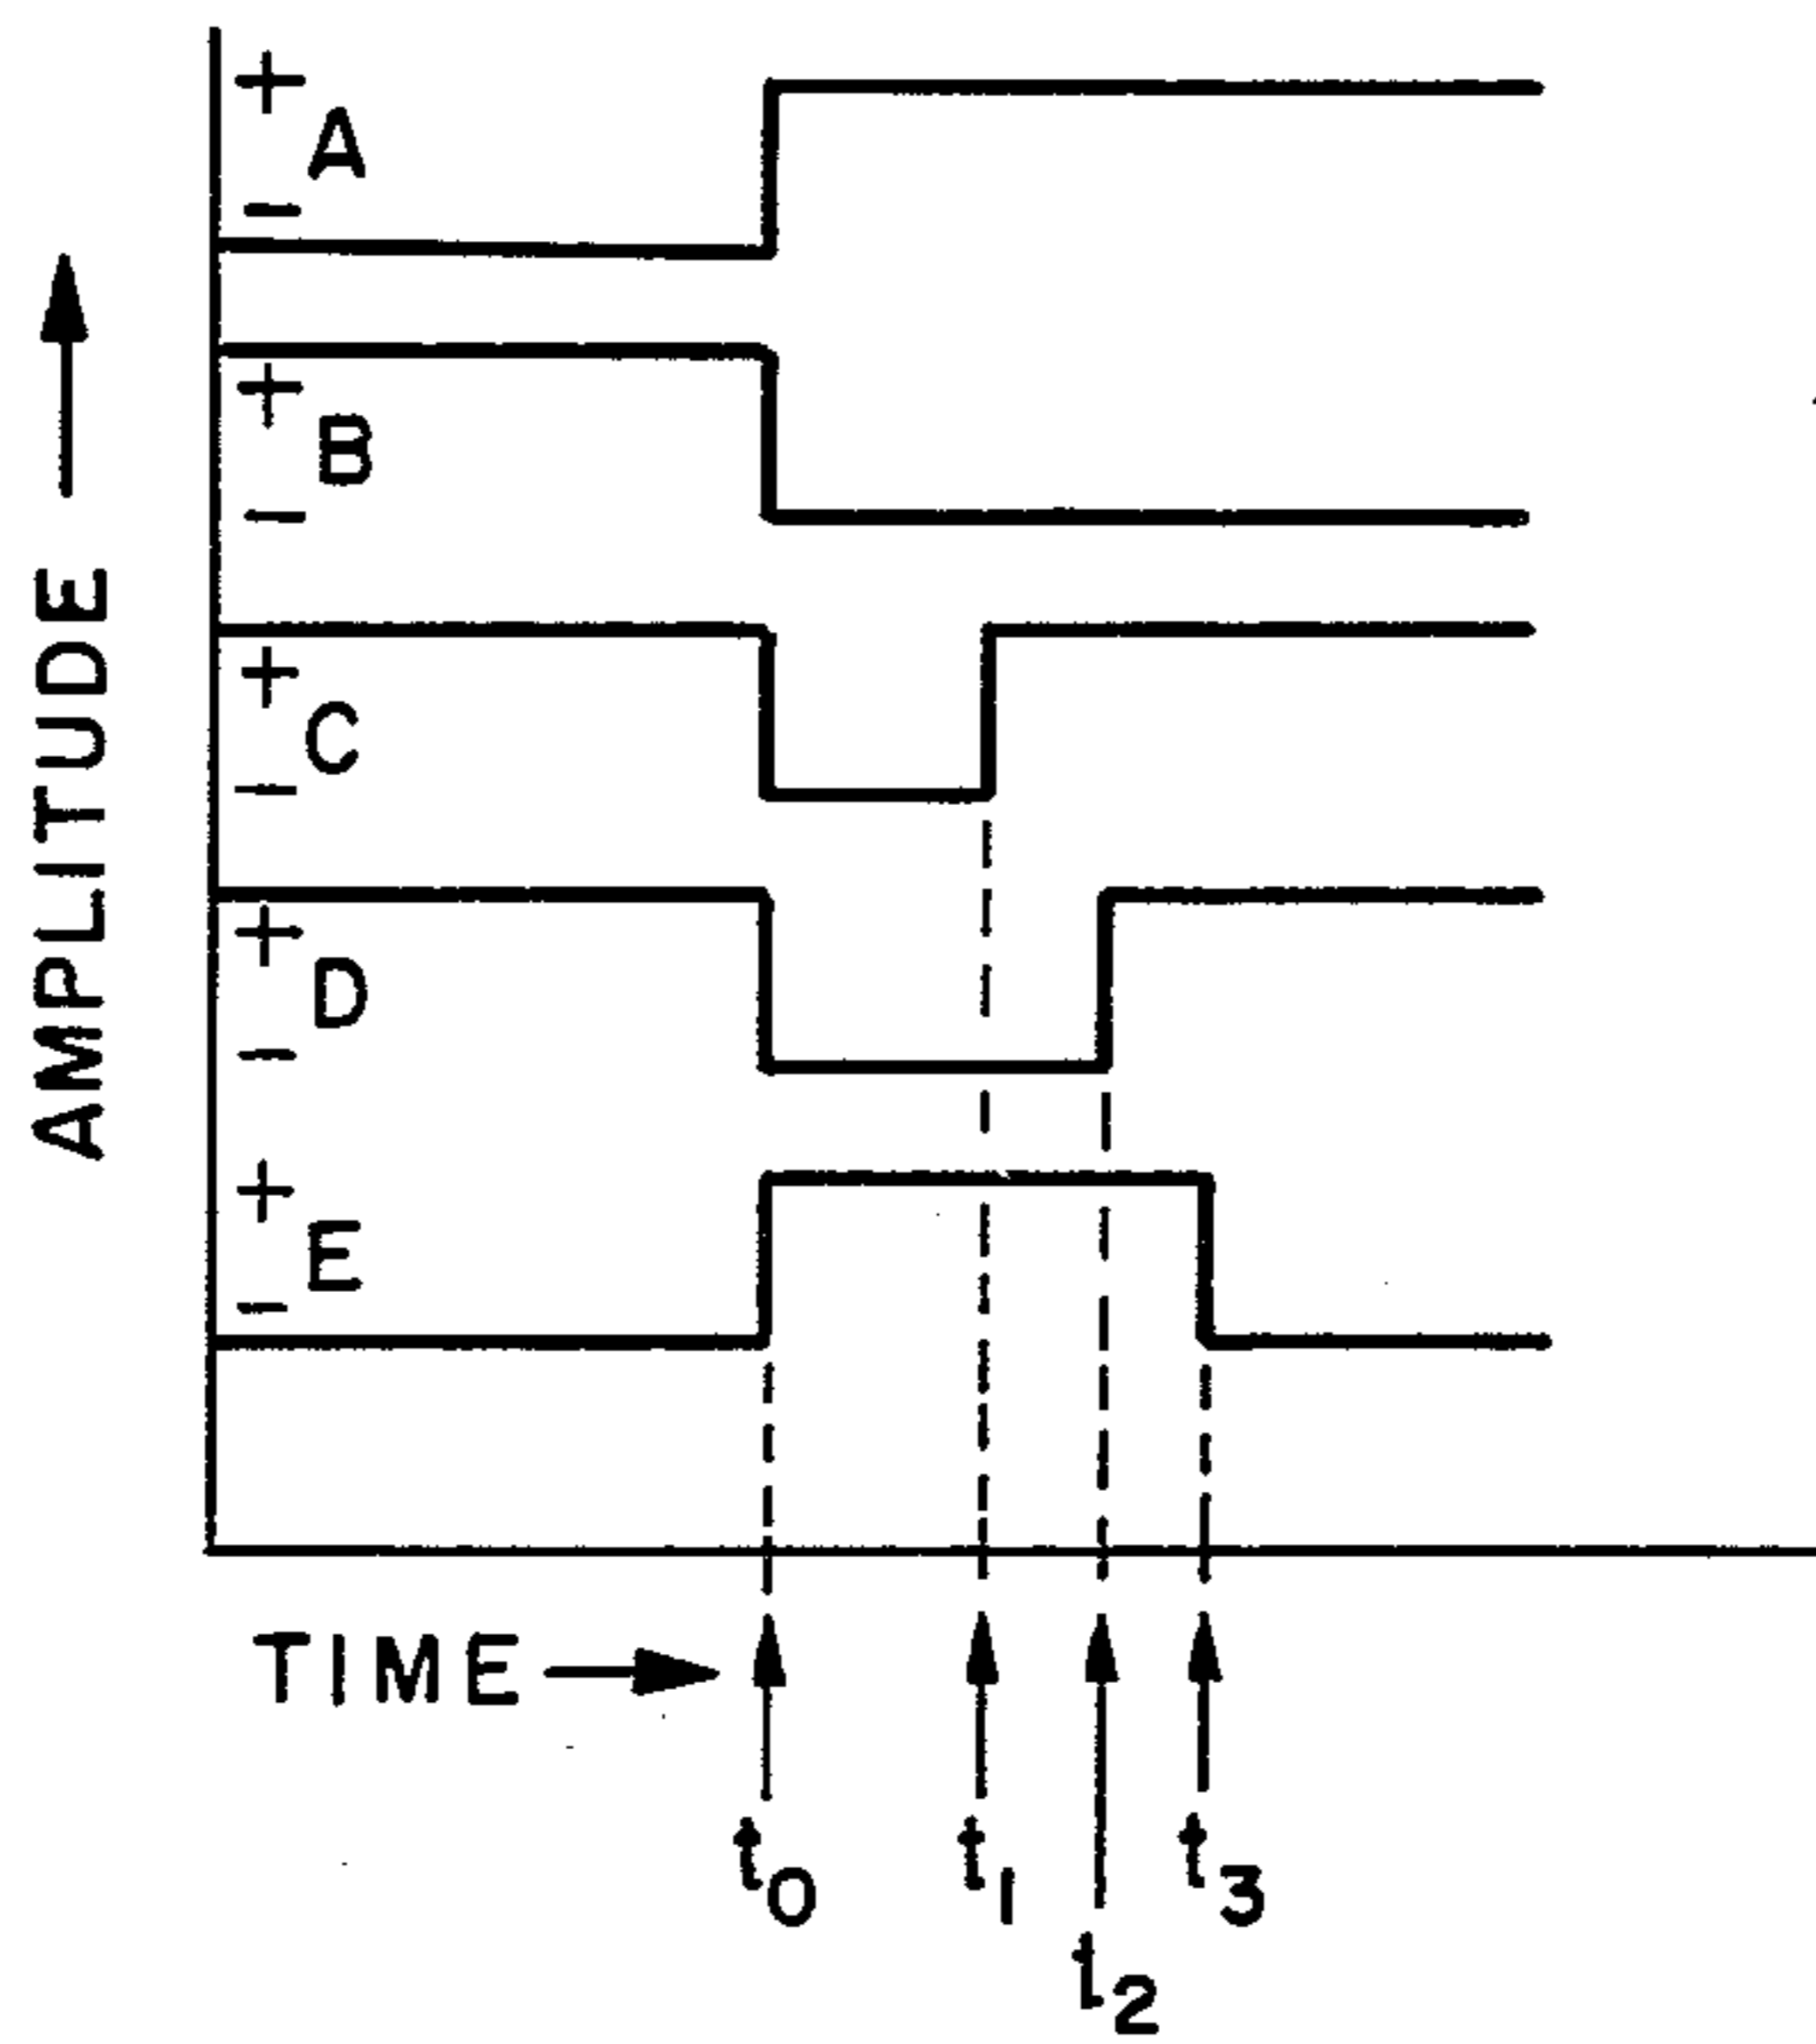 +
A
-
+
B
-
+
C
-
+
D
-
+
E
-
AMPLITUDE
TIME
t0
t1
t2
t3